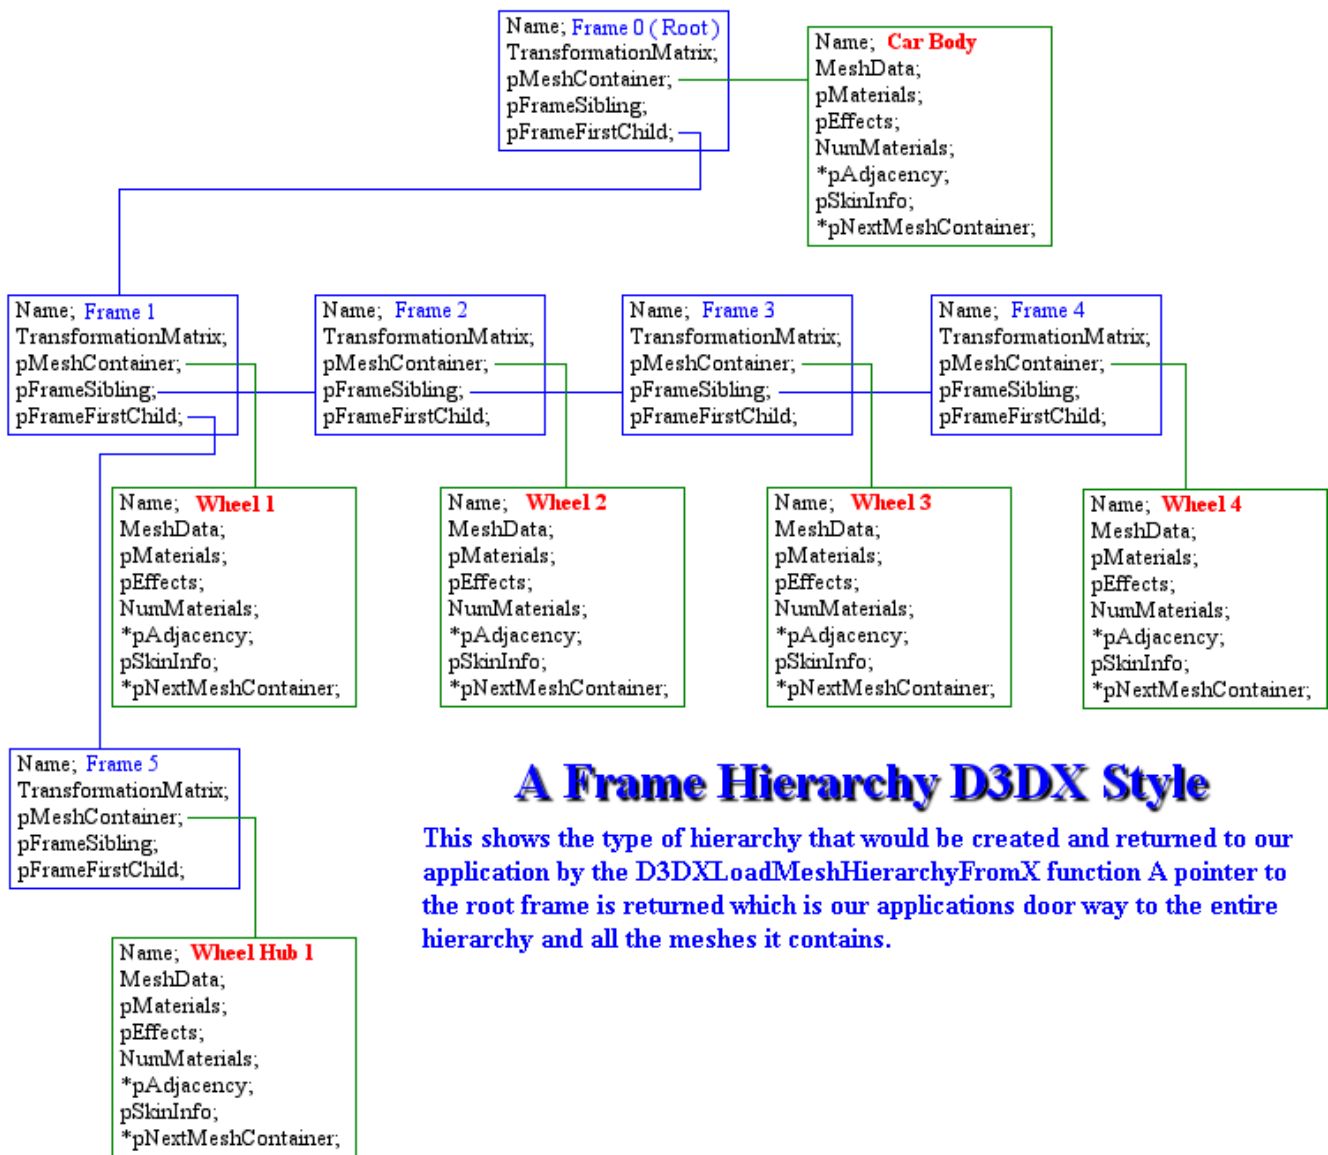 Name; Frame 0 ( Root )
TransformationMatrix;
pMeshContainer;
pFrameSibling;
pFrameFirstChild;
Name; Car Body
MeshData;
pMaterials;
pEffects;
NumMaterials;
*pAdjacency;
pSkinInfo;
*pNextMeshContainer;
Name; Frame 1
TransformationMatrix;
pMeshContainer;
pFrameSibling;
pFrameFirstChild;
Name; Frame 2
TransformationMatrix;
pMeshContainer;
pFrameSibling;
pFrameFirstChild;
Name; Frame 3
TransformationMatrix;
pMeshContainer;
pFrameSibling;
pFrameFirstChild;
Name; Frame 4
TransformationMatrix;
pMeshContainer;
pFrameSibling;
pFrameFirstChild;
Name; Wheel 1
MeshData;
pMaterials;
pEffects;
NumMaterials;
*pAdjacency;
pSkinInfo;
*pNextMeshContainer;
Name; Wheel 2
MeshData;
pMaterials;
pEffects;
NumMaterials;
*pAdjacency;
pSkinInfo;
*pNextMeshContainer;
Name; Wheel 3
MeshData;
pMaterials;
pEffects;
NumMaterials;
*pAdjacency;
pSkinInfo;
*pNextMeshContainer;
Name; Wheel 4
MeshData;
pMaterials;
pEffects;
NumMaterials;
*pAdjacency;
pSkinInfo;
*pNextMeshContainer;
Name; Frame 5
TransformationMatrix;
pMeshContainer;
pFrameSibling;
pFrameFirstChild;
A Frame Hierarchy D3DX Style
This shows the type of hierarchy that would be created and returned to our
application by the D3DXLoadMeshHierarchyFromX function A pointer to
the root frame is returned which is our applications door way to the entire
hierarchy and all the meshes it contains.
Name; Wheel Hub 1
MeshData;
pMaterials;
pEffects;
NumMaterials;
*pAdjacency;
pSkinInfo;
*pNextMeshContainer;